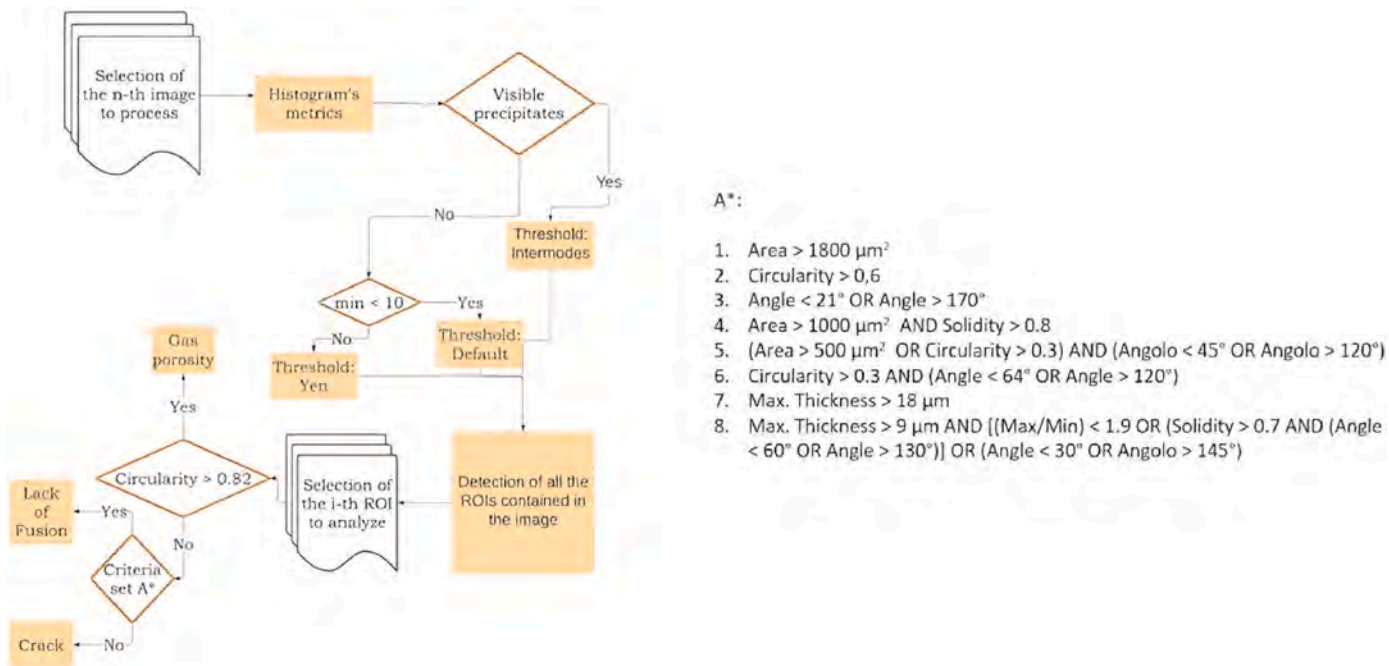 Selection of
the n-th image
to process
Histogram's
metrics
Visible
precipitates
Yes
No
Threshold:
Intermodes
min < 10
Yes
No
Threshold:
Default
Threshold:
Yen
Gas
porosity
Yes
Circularity > 0.82
Selection of
the i-th ROI
to analyze
Detection of all the
ROIs contained in
the image
Lack
of
Fusion
Yes
No
Criteria
set A*
Crack
No
A*:
1. Area > 1800 µm²
2. Circularity > 0,6
3. Angle < 21° OR Angle > 170°
4. Area > 1000 µm² AND Solidity > 0.8
5. (Area > 500 µm² OR Circularity > 0.3) AND (Angolo < 45° OR Angolo > 120°)
6. Circularity > 0.3 AND (Angle < 64° OR Angle > 120°)
7. Max. Thickness > 18 µm
8. Max. Thickness > 9 µm AND [(Max/Min) < 1.9 OR (Solidity > 0.7 AND (Angle
< 60° OR Angle > 130°)] OR (Angle < 30° OR Angolo > 145°)